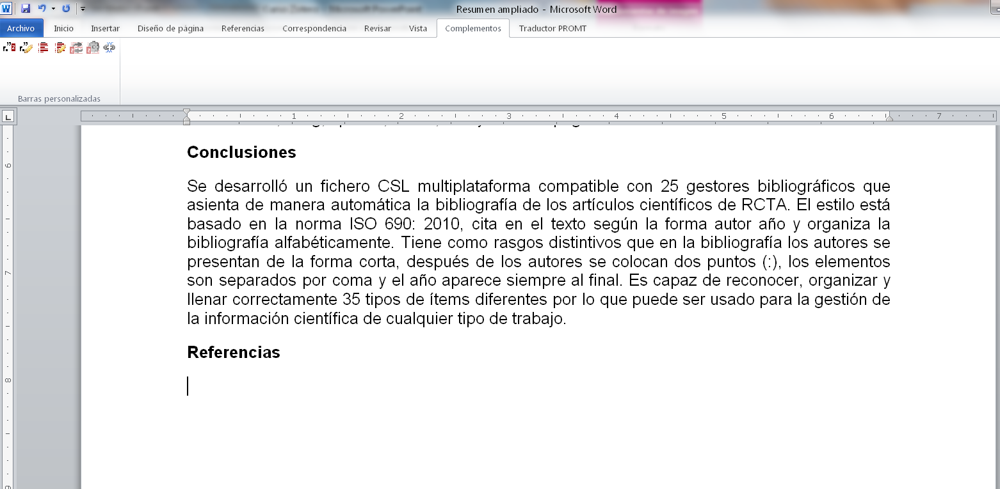 Resumen ampliado - Microsoft Word
Archivo Inicio Insertar Diseño de página Referencias Correspondencia Revisar Vista Complementos Traductor PROMT
Barras personalizadas
1 2 3 4 5 6 7
6
7
8
9
Conclusiones
Se desarrolló un fichero CSL multiplataforma compatible con 25 gestores bibliográficos que
asienta de manera automática la bibliografía de los artículos científicos de RCTA. El estilo está
basado en la norma ISO 690: 2010, cita en el texto según la forma autor año y organiza la
bibliografía alfabéticamente. Tiene como rasgos distintivos que en la bibliografía los autores se
presentan de la forma corta, después de los autores se colocan dos puntos (:), los elementos
son separados por coma y el año aparece siempre al final. Es capaz de reconocer, organizar y
llenar correctamente 35 tipos de ítems diferentes por lo que puede ser usado para la gestión de
la información científica de cualquier tipo de trabajo.
Referencias